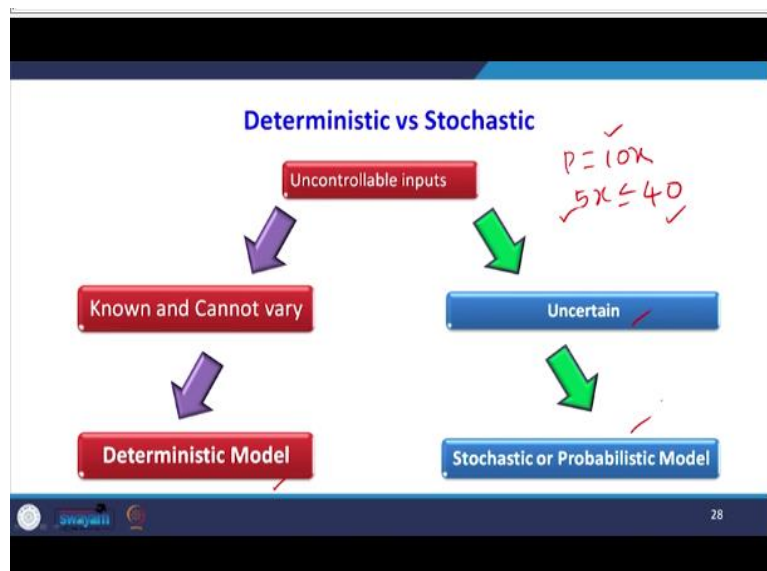 Deterministic vs Stochastic
Uncontrollable inputs
P = 10x
5x ≤ 40
Known and Cannot vary
Uncertain
Deterministic Model
Stochastic or Probabilistic Model
swayam
28